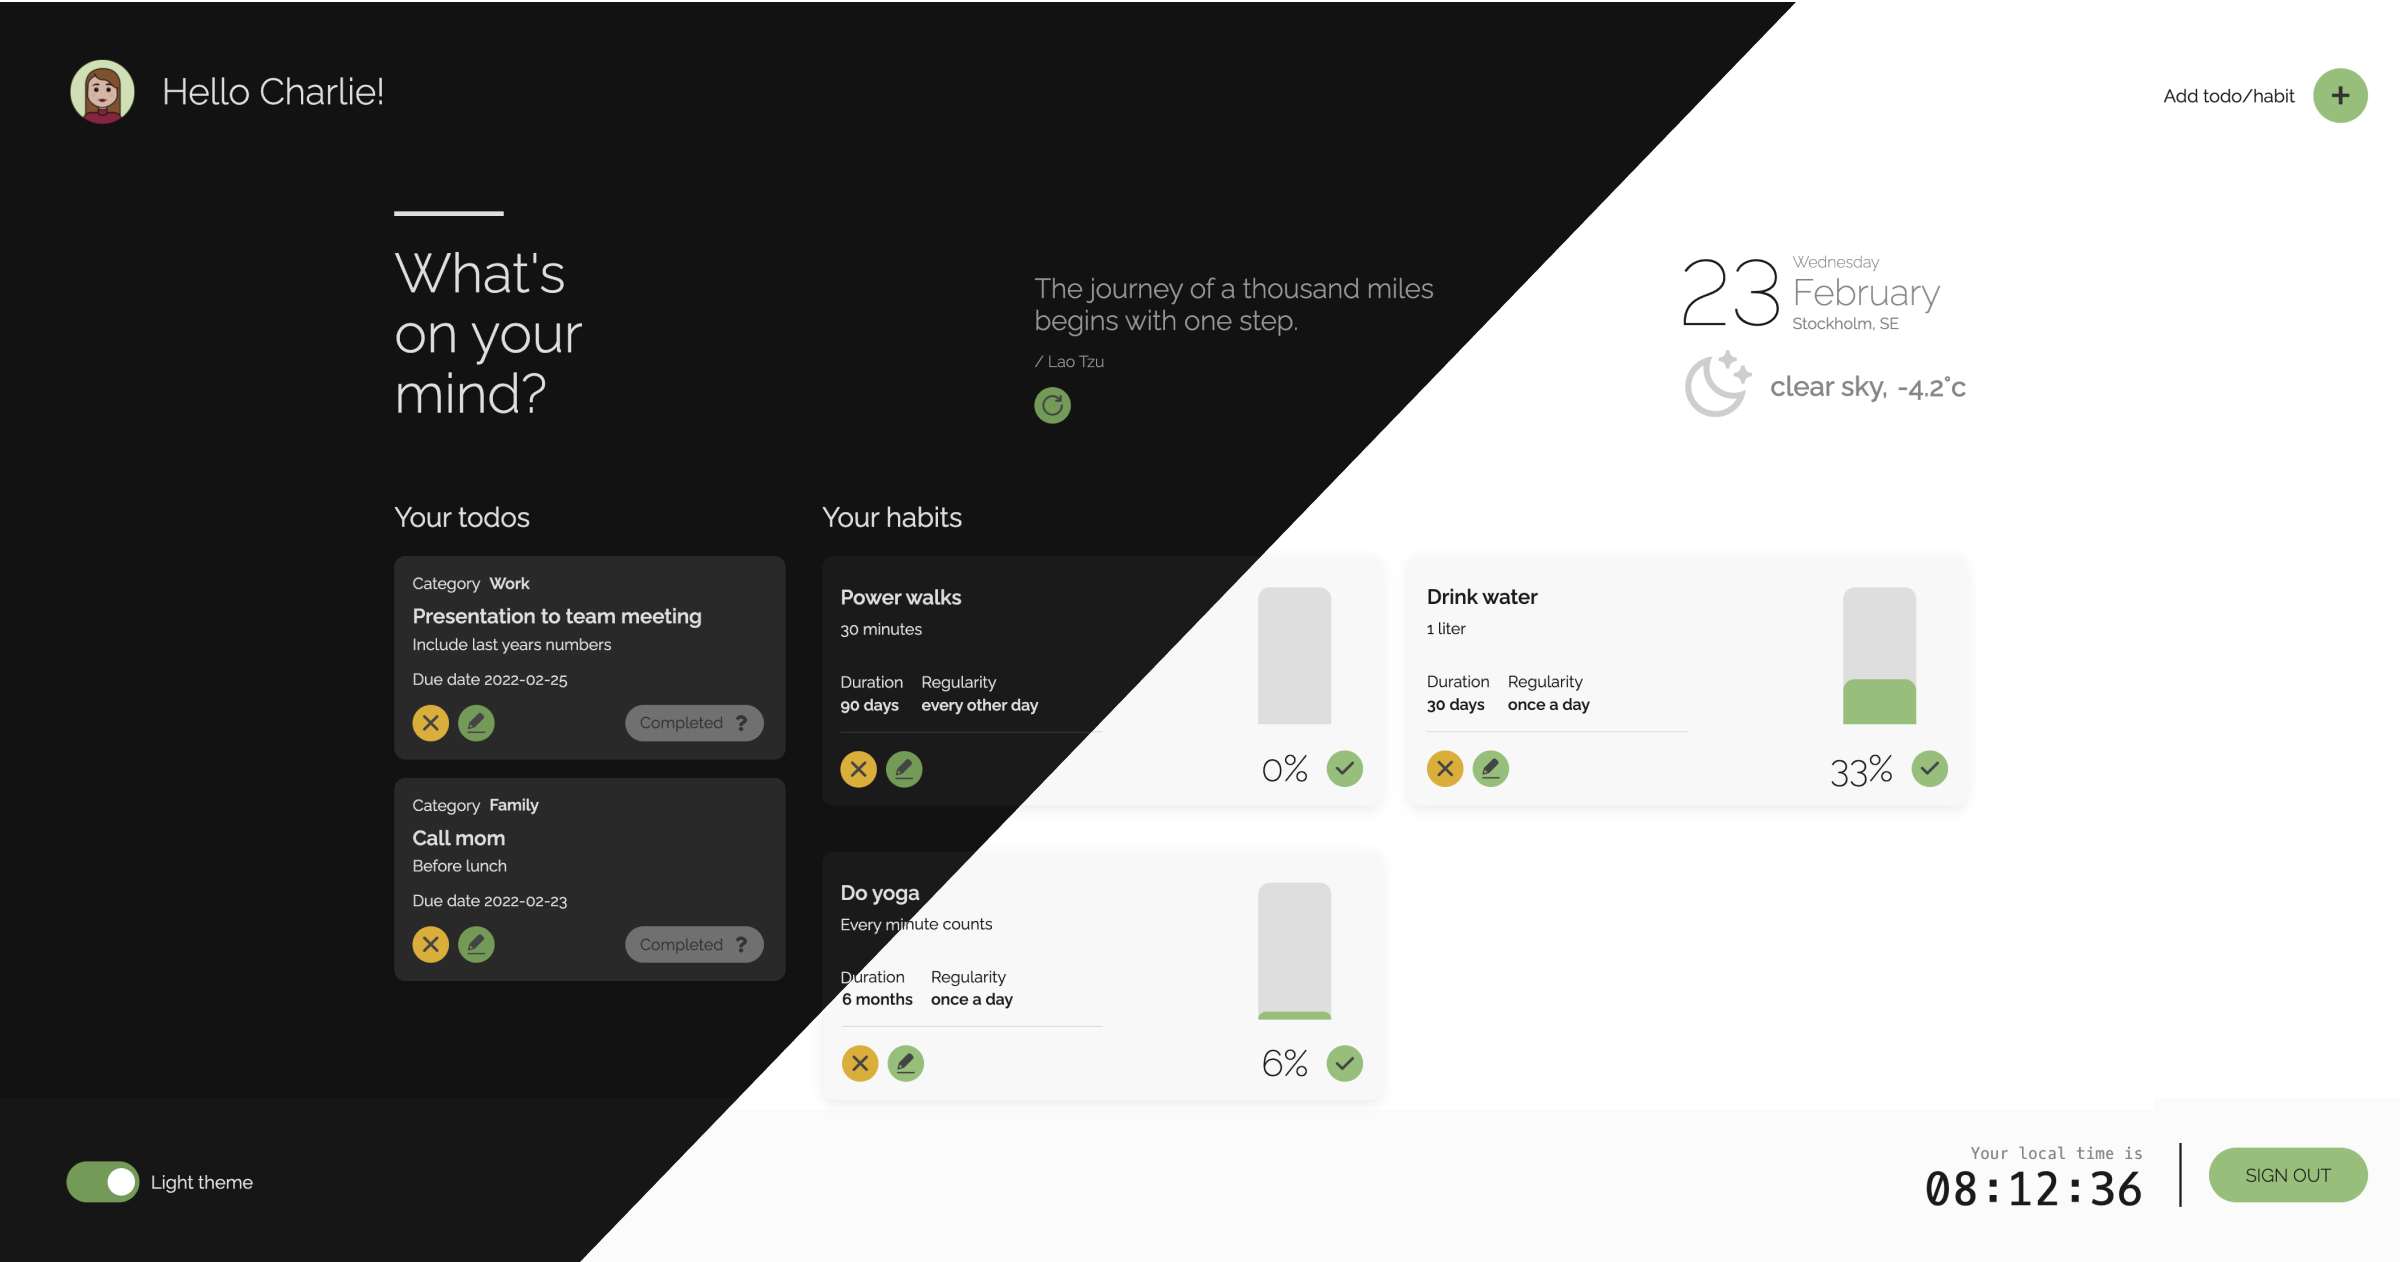 Hello Charlie!
Add todo/habit
What's
on your
mind?
The journey of a thousand miles
begins with one step.
/ Lao Tzu
23
Wednesday
February
Stockholm, SE
clear sky, -4.2°c
Your todos
Category Work
Presentation to team meeting
Include last years numbers
Due date 2022-02-25
Completed ?
Category Family
Call mom
Before lunch
Due date 2022-02-23
Completed ?
Your habits
Power walks
30 minutes
Duration Regularity
90 days every other day
0%
Drink water
1 liter
Duration Regularity
30 days once a day
33%
Do yoga
Every minute counts
Duration Regularity
6 months once a day
6%
Light theme
Your local time is
08:12:36
SIGN OUT